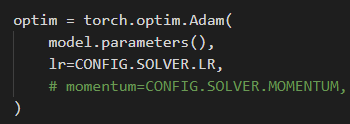 optim = torch.optim.Adam(
    model.parameters(),
    lr=CONFIG.SOLVER.LR,
    # momentum=CONFIG.SOLVER.MOMENTUM,
)